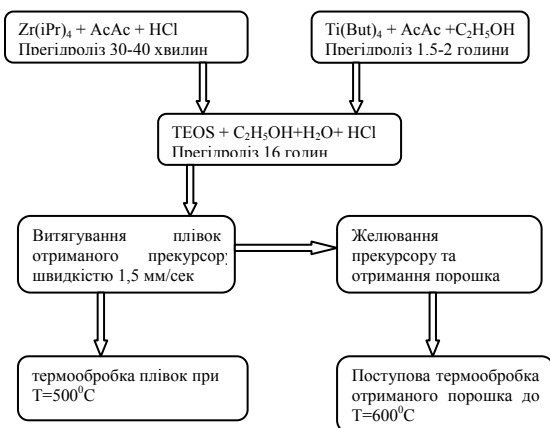 Zr(iPr)₄ + AcAc + HCl
Прегідроліз 30-40 хвилин
Ti(But)₄ + AcAc +C₂H₅OH
Прегідроліз 1.5-2 години
TEOS + C₂H₅OH+H₂O+ HCl
Прегідроліз 16 годин
Витягування плівок
отриманого прекурсору
швидкістю 1,5 мм/сек
Желювання
прекурсору та
отримання порошка
термообробка плівок при
T=500⁰C
Поступова термообробка
отриманого порошка до
T=600⁰C